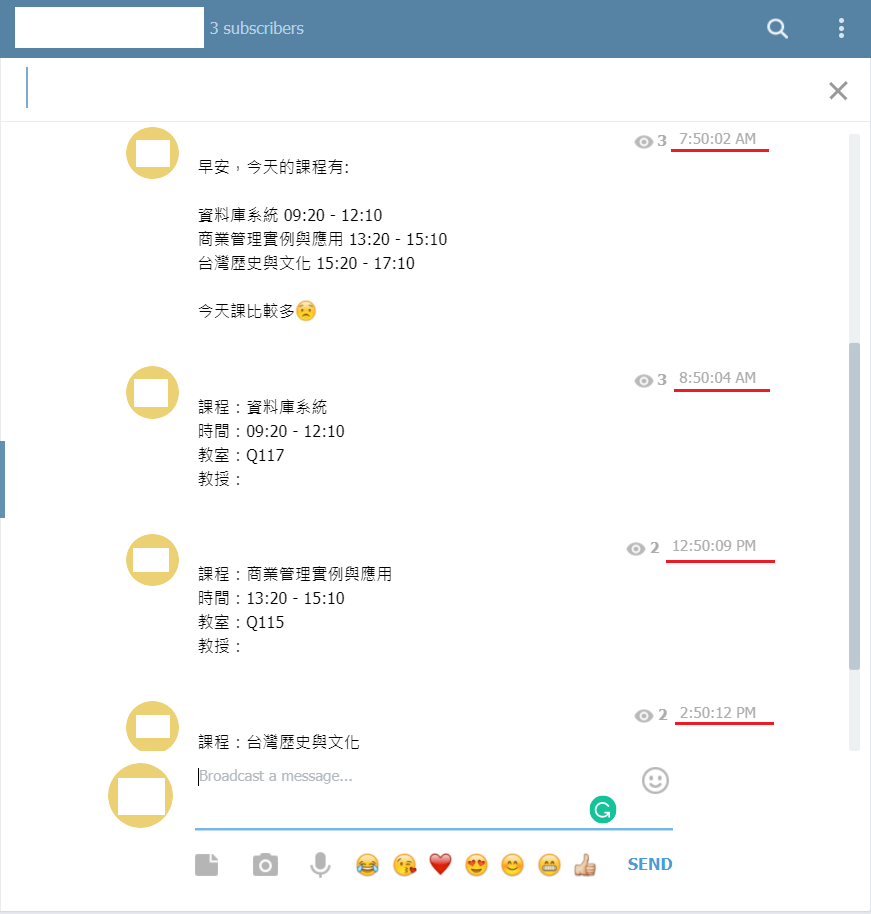 3 subscribers
3 7:50:02 AM
早安，今天的課程有:
資料庫系統 09:20 - 12:10
商業管理實例與應用 13:20 - 15:10
台灣歷史與文化 15:20 - 17:10
今天課比較多😟
3 8:50:04 AM
課程：資料庫系統
時間：09:20 - 12:10
教室：Q117
教授：
2 12:50:09 PM
課程：商業管理實例與應用
時間：13:20 - 15:10
教室：Q115
教授：
2 2:50:12 PM
課程：台灣歷史與文化
Broadcast a message...
SEND